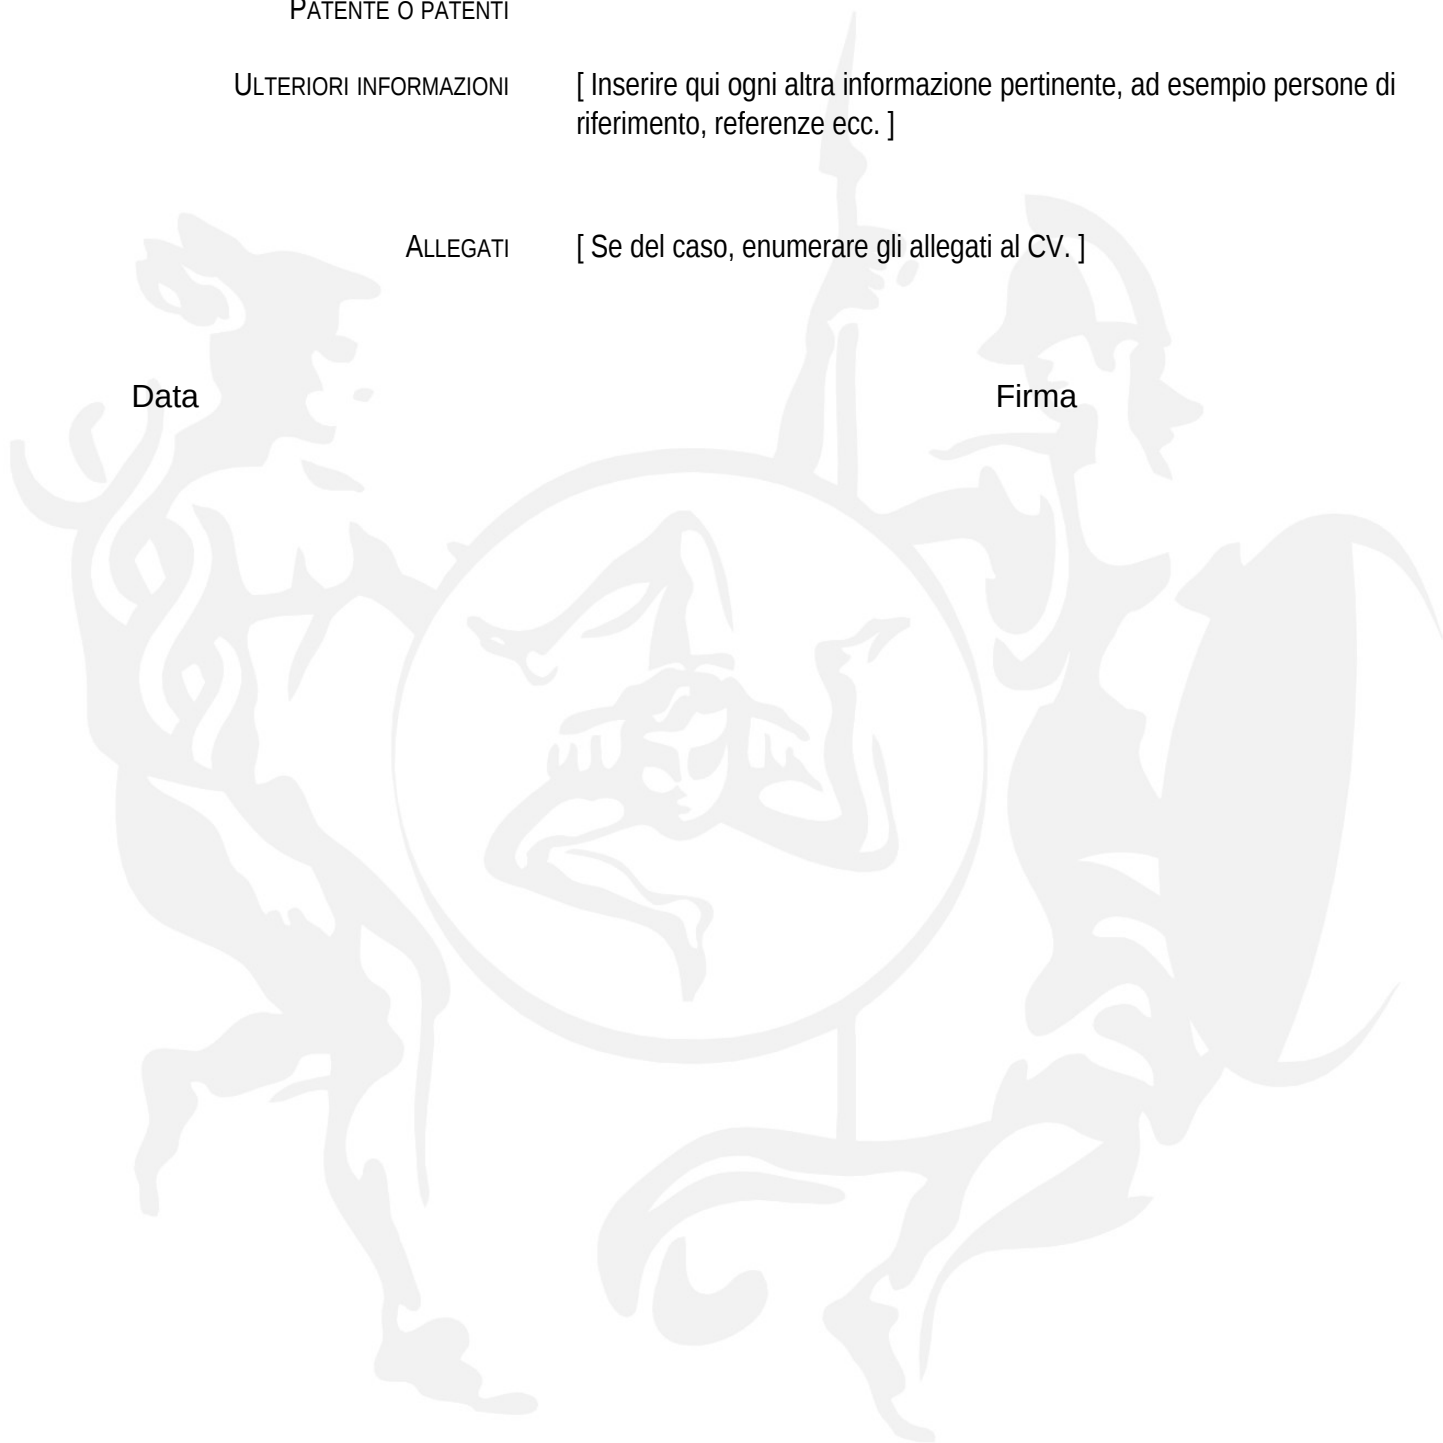 PATENTE O PATENTI
ULTERIORI INFORMAZIONI [ Inserire qui ogni altra informazione pertinente, ad esempio persone di
riferimento, referenze ecc. ]
ALLEGATI [ Se del caso, enumerare gli allegati al CV. ]
Data Firma